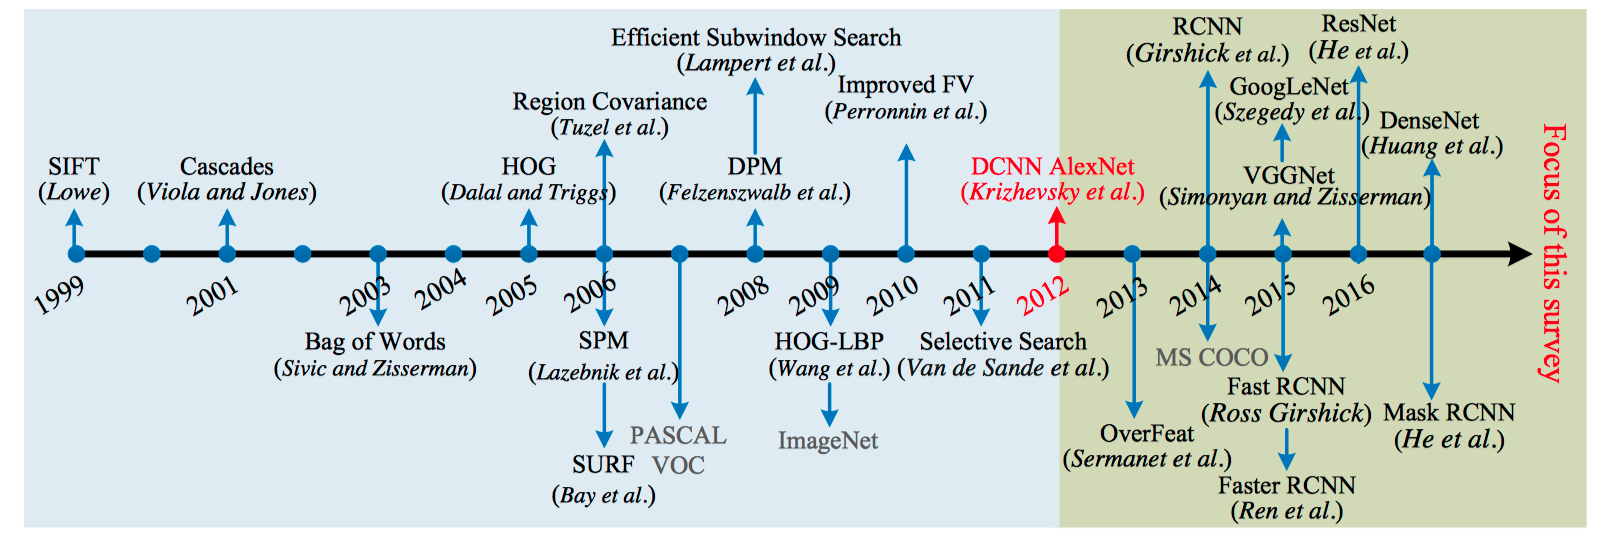 SIFT
(Lowe)
Cascades
(Viola and Jones)
HOG
(Dalal and Triggs)
Region Covariance
(Tuzel et al.)
Efficient Subwindow Search
(Lampert et al.)
DPM
(Felzenszwalb et al.)
Improved FV
(Perronnin et al.)
DCNN AlexNet
(Krizhevsky et al.)
RCNN
(Girshick et al.)
GoogLeNet
(Szegedy et al.)
VGGNet
(Simonyan and Zisserman)
ResNet
(He et al.)
DenseNet
(Huang et al.)
1999
2001
2003
2004
2005
2006
2008
2009
2010
2011
2012
2013
2014
2015
2016
Bag of Words
(Sivic and Zisserman)
SPM
(Lazebnik et al.)
SURF
(Bay et al.)
PASCAL
VOC
HOG-LBP
(Wang et al.)
ImageNet
Selective Search
(Van de Sande et al.)
OverFeat
(Sermanet et al.)
MS COCO
Fast RCNN
(Ross Girshick)
Faster RCNN
(Ren et al.)
Mask RCNN
(He et al.)
Focus of this survey